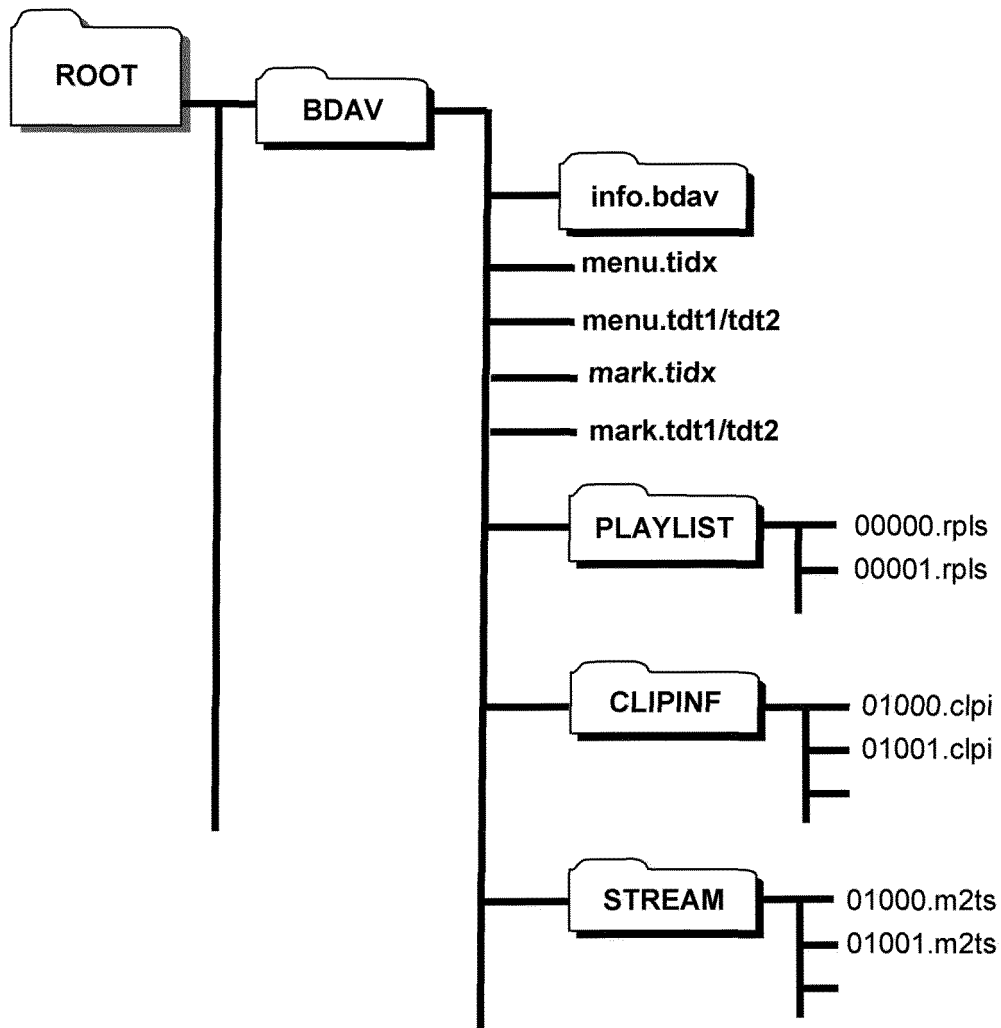 ROOT
BDAV
info.bdav
menu.tidx
menu.tdt1/tdt2
mark.tidx
mark.tdt1/tdt2
PLAYLIST
00000.rpls
00001.rpls
CLIPINF
01000.clpi
01001.clpi
STREAM
01000.m2ts
01001.m2ts